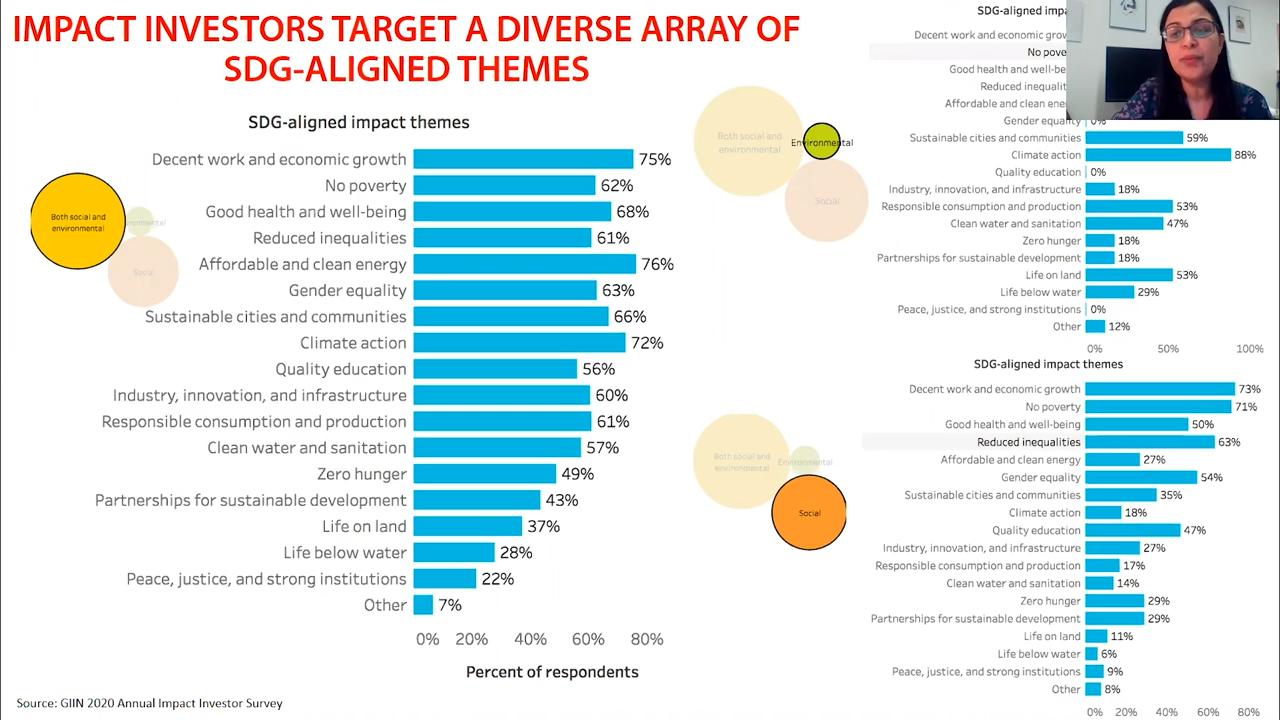 IMPACT INVESTORS TARGET A DIVERSE ARRAY OF
SDG-ALIGNED THEMES
SDG-aligned impact themes
Decent work and economic growth 75%
No poverty 62%
Good health and well-being 68%
Reduced inequalities 61%
Affordable and clean energy 76%
Gender equality 63%
Sustainable cities and communities 66%
Climate action 72%
Quality education 56%
Industry, innovation, and infrastructure 60%
Responsible consumption and production 61%
Clean water and sanitation 57%
Zero hunger 49%
Partnerships for sustainable development 43%
Life on land 37%
Life below water 28%
Peace, justice, and strong institutions 22%
Other 7%
0% 20% 40% 60% 80%
Percent of respondents
Both social and
environmental
Social
Source: GIIN 2020 Annual Impact Investor Survey
Both social and
environmental
Environmental
Social
SDG-aligned
Decent work and economic
No
Good health and
Reduced
Affordable and clean
Gender equality 0%
Sustainable cities and communities 59%
Climate action 88%
Quality education 0%
Industry, innovation, and infrastructure 18%
Responsible consumption and production 53%
Clean water and sanitation 47%
Zero hunger 18%
Partnerships for sustainable development 18%
Life on land 53%
Life below water 29%
Peace, justice, and strong institutions 0%
Other 12%
0% 50% 100%
Both social and
environmental
Environmental
Social
SDG-aligned impact themes
Decent work and economic growth 73%
No poverty 71%
Good health and well-being 50%
Reduced inequalities 63%
Affordable and clean energy 27%
Gender equality 54%
Sustainable cities and communities 35%
Climate action 18%
Quality education 47%
Industry, innovation, and infrastructure 27%
Responsible consumption and production 17%
Clean water and sanitation 14%
Zero hunger 29%
Partnerships for sustainable development 29%
Life on land 11%
Life below water 6%
Peace, justice, and strong institutions 9%
Other 8%
0% 20% 40% 60% 80%